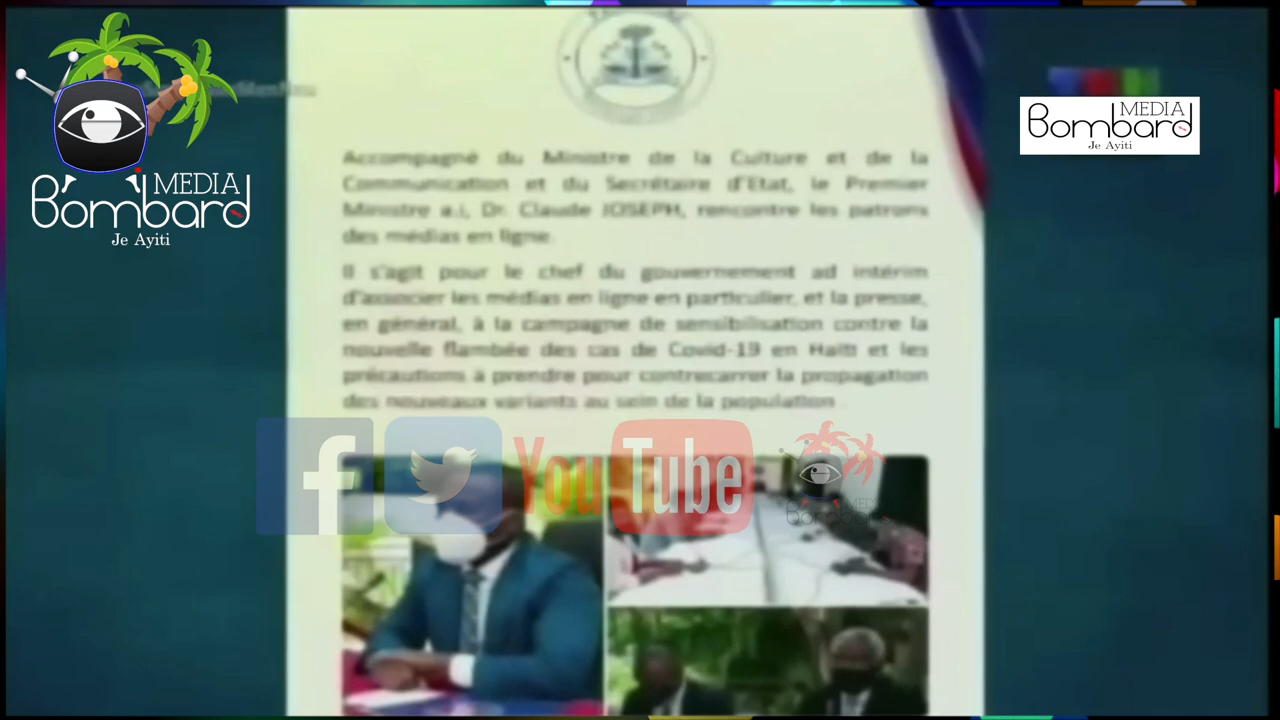 MEDIA
Bombard
Je Ayiti
MEDIA
Bombard
Je Ayiti
Accompagné du Ministre de la Culture et de la
Communication et du Secrétaire d'Etat, le Premier
Ministre a.i, Dr. Claude JOSEPH, rencontre les patrons
des médias en ligne.
Il s'agit pour le chef du gouvernement ad intérim
d'associer les médias en ligne en particulier, et la presse,
en général, à la campagne de sensibilisation contre la
nouvelle flambée des cas de Covid-19 en Haïti et les
précautions à prendre pour contrecarrer la propagation
des nouveaux variants au sein de la population .
f YouTube